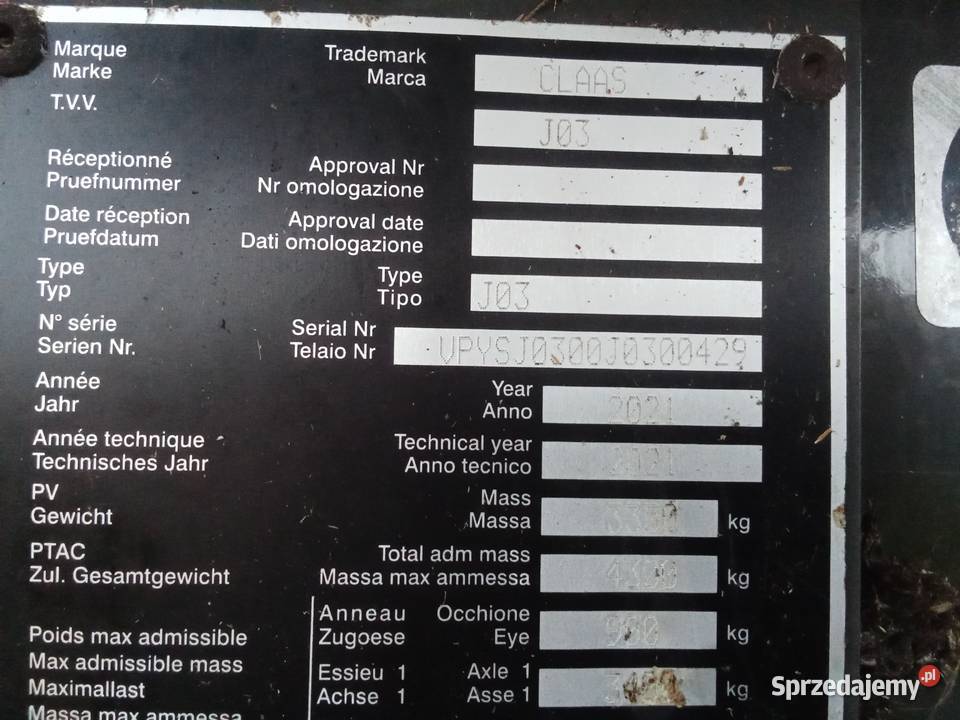 Marque Trademark
Marke Marca CLAAS
T.V.V. J03
Réceptionné Approval Nr
Pruefnummer Nr omologazione
Date réception Approval date
Pruefdatum Dati omologazione
Type Type
Typ Tipo J03
N° série Serial Nr
Serien Nr. Telaio Nr VPYSJ0300J0300429
Année Year
Jahr Anno 2021
Année technique Technical year
Technisches Jahr Anno tecnico 2021
PV Mass
Gewicht Massa kg
PTAC Total adm mass
Zul. Gesamtgewicht Massa max ammessa 4300 kg
Anneau Occhione
Poids max admissible Zugoese Eye kg
Max admissible mass Essieu 1 Axle 1
Maximallast Achse 1 Asse 1 kg
Massa max ammessa
Sprzedajemy.pl